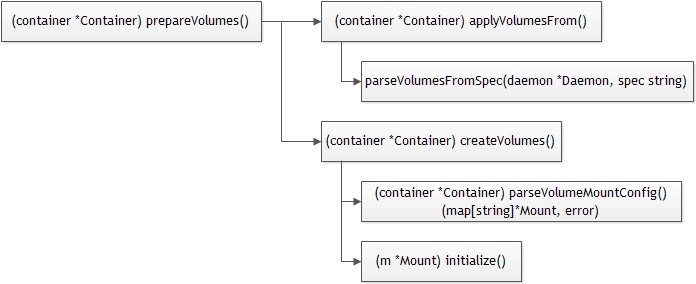 (container *Container) prepareVolumes()
(container *Container) applyVolumesFrom()
parseVolumesFromSpec(daemon *Daemon, spec string)
(container *Container) createVolumes()
(container *Container) parseVolumeMountConfig()
(map[string]*Mount, error)
(m *Mount) initialize()